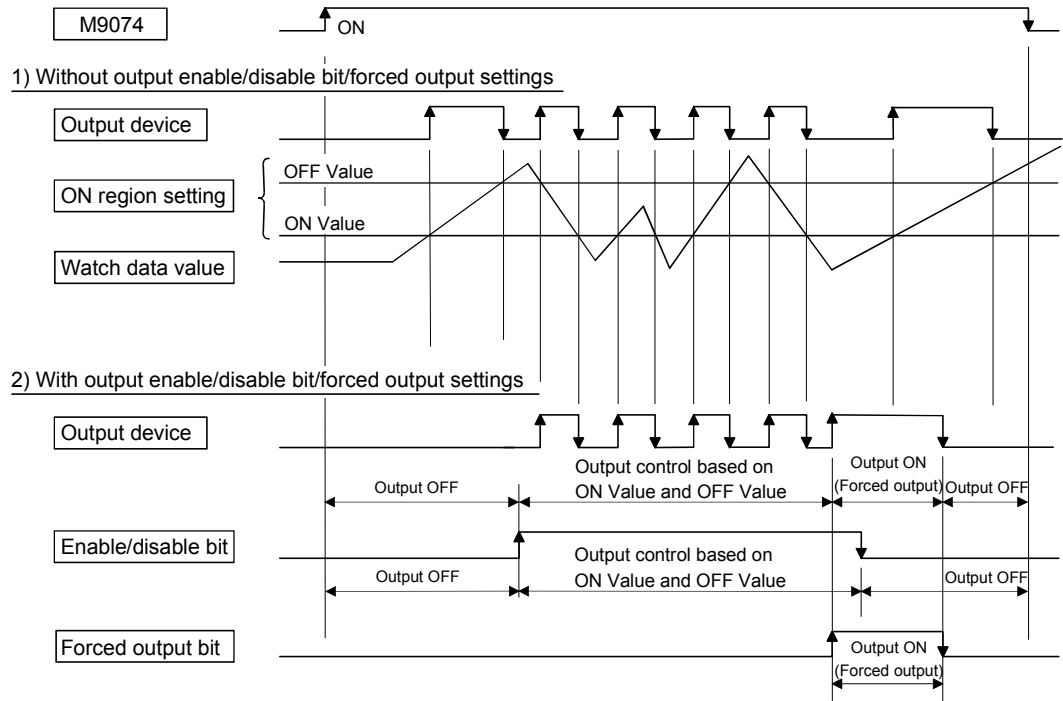 M9074
ON
1) Without output enable/disable bit/forced output settings
Output device
OFF Value
ON region setting
ON Value
Watch data value
2) With output enable/disable bit/forced output settings
Output device
Output OFF
Output control based on
ON Value and OFF Value
Output ON
(Forced output)
Output OFF
Enable/disable bit
Output OFF
Output control based on
ON Value and OFF Value
Output OFF
Forced output bit
Output ON
(Forced output)